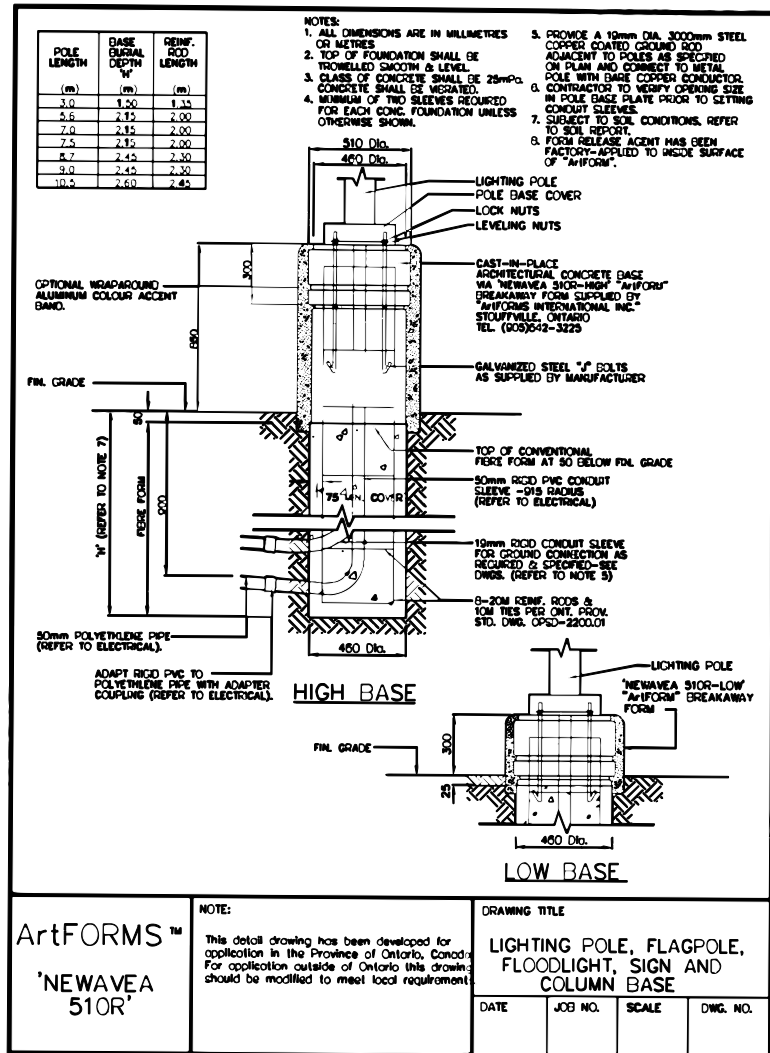 POLE LENGTH (m) | BASE BURIAL DEPTH 'H' (m) | REINF. ROD LENGTH (m)
3.0 1.50 1.35
5.6 2.15 2.00
7.0 2.15 2.00
7.5 2.15 2.00
8.7 2.45 2.30
9.0 2.45 2.30
10.5 2.60 2.45
NOTES:
1. ALL DIMENSIONS ARE IN MILLIMETRES
OR METRES
2. TOP OF FOUNDATION SHALL BE
TROWELLED SMOOTH & LEVEL.
3. CLASS OF CONCRETE SHALL BE 25mPa.
CONCRETE SHALL BE VIBRATED.
4. MINIMUM OF TWO SLEEVES REQUIRED
FOR EACH CONC. FOUNDATION UNLESS
OTHERWISE SHOWN.
5. PROVIDE A 19mm DIA. 3000mm STEEL
COPPER COATED GROUND ROD
ADJACENT TO POLES AS SPECIFIED
ON PLAN AND CONNECT TO METAL
POLE WITH BARE COPPER CONDUCTOR.
6. CONTRACTOR TO VERIFY OPENING SIZE
IN POLE BASE PLATE PRIOR TO SETTING
CONDUIT SLEEVES.
7. SUBJECT TO SOIL CONDITIONS, REFER
TO SOIL REPORT.
8. FORM RELEASE AGENT HAS BEEN
FACTORY-APPLIED TO INSIDE SURFACE
OF "ArtFORM".
510 Dia.
460 Dia.
LIGHTING POLE
POLE BASE COVER
LOCK NUTS
LEVELING NUTS
300
OPTIONAL WRAPAROUND
ALUMINUM COLOUR ACCENT
BAND.
CAST-IN-PLACE
ARCHITECTURAL CONCRETE BASE
VIA 'NEWAVEA 510R-HIGH' "ArtFORM"
BREAKAWAY FORM SUPPLIED BY
"ArtFORMS INTERNATIONAL INC."
STOUFFVILLE, ONTARIO
TEL. (905)642-3225
GALVANIZED STEEL "J" BOLTS
AS SUPPLIED BY MANUFACTURER
FIN. GRADE
50
'H' (REFER TO NOTE 7)
FIBRE FORM
900
TOP OF CONVENTIONAL
FIBRE FORM AT 50 BELOW FIN. GRADE
75 MIN. COVER
50mm RIGID PVC CONDUIT
SLEEVE -915 RADIUS
(REFER TO ELECTRICAL)
19mm RIGID CONDUIT SLEEVE
FOR GROUND CONNECTION AS
REQUIRED & SPECIFIED-SEE
DWGS. (REFER TO NOTE 5)
8-20M REINF. RODS &
10M TIES PER ONT. PROV.
STD. DWG. OPSD-2200.01
50mm POLYETHLENE PIPE
(REFER TO ELECTRICAL).
460 Dia.
ADAPT RIGID PVC TO
POLYETHLENE PIPE WITH ADAPTER
COUPLING (REFER TO ELECTRICAL).
HIGH BASE
LIGHTING POLE
'NEWAVEA 510R-LOW'
"ArtFORM" BREAKAWAY
FORM
300
FIN. GRADE
25
460 Dia.
LOW BASE
ArtFORMS™
'NEWAVEA
510R'
NOTE:
This detail drawing has been developed for
application in the Province of Ontario, Canada
For application outside of Ontario this drawing
should be modified to meet local requirement
DRAWING TITLE
LIGHTING POLE, FLAGPOLE,
FLOODLIGHT, SIGN AND
COLUMN BASE
DATE JOB NO. SCALE DWG. NO.